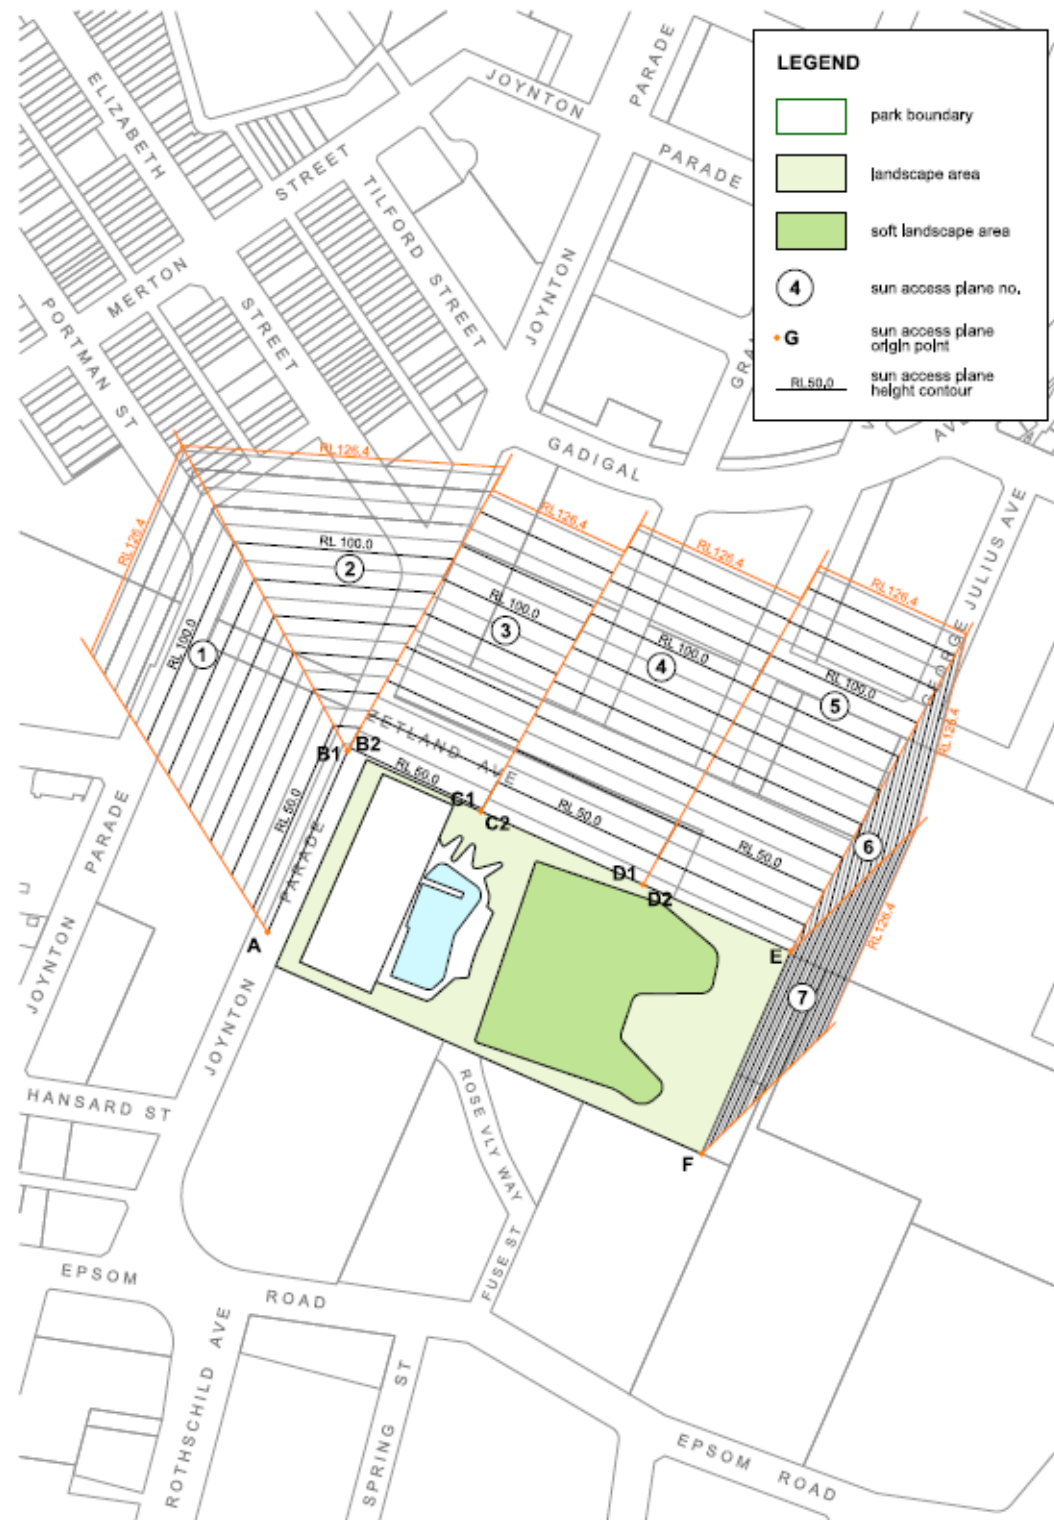 LEGEND
park boundary
landscape area
soft landscape area
4
sun access plane no.
G
sun access plane
origin point
RL50.0
sun access plane
height contour
ELIZABETH
STREET
JOYNTON
PARADE
PARADE
TILFORD STREET
JOYNTON
MERTON
STREET
PORTMAN ST
GADIGAL
AVE
GEORGE JULIUS AVE
RL126.4
RL126.4
RL126.4
RL126.4
RL126.4
RL126.4
RL126.4
RL 100.0
2
RL 100.0
1
RL 100.0
3
RL 100.0
4
RL 100.0
5
6
7
ZETLAND AVE
B1
B2
RL 50.0
RL 50.0
RL 50.0
RL 50.0
C1
C2
D1
D2
E
A
F
PARADE
JOYNTON
PARADE
JOYNTON
HANSARD ST
ROSE VLY WAY
FUSE ST
EPSOM
ROAD
ROTHSCHILD AVE
SPRING ST
EPSOM ROAD